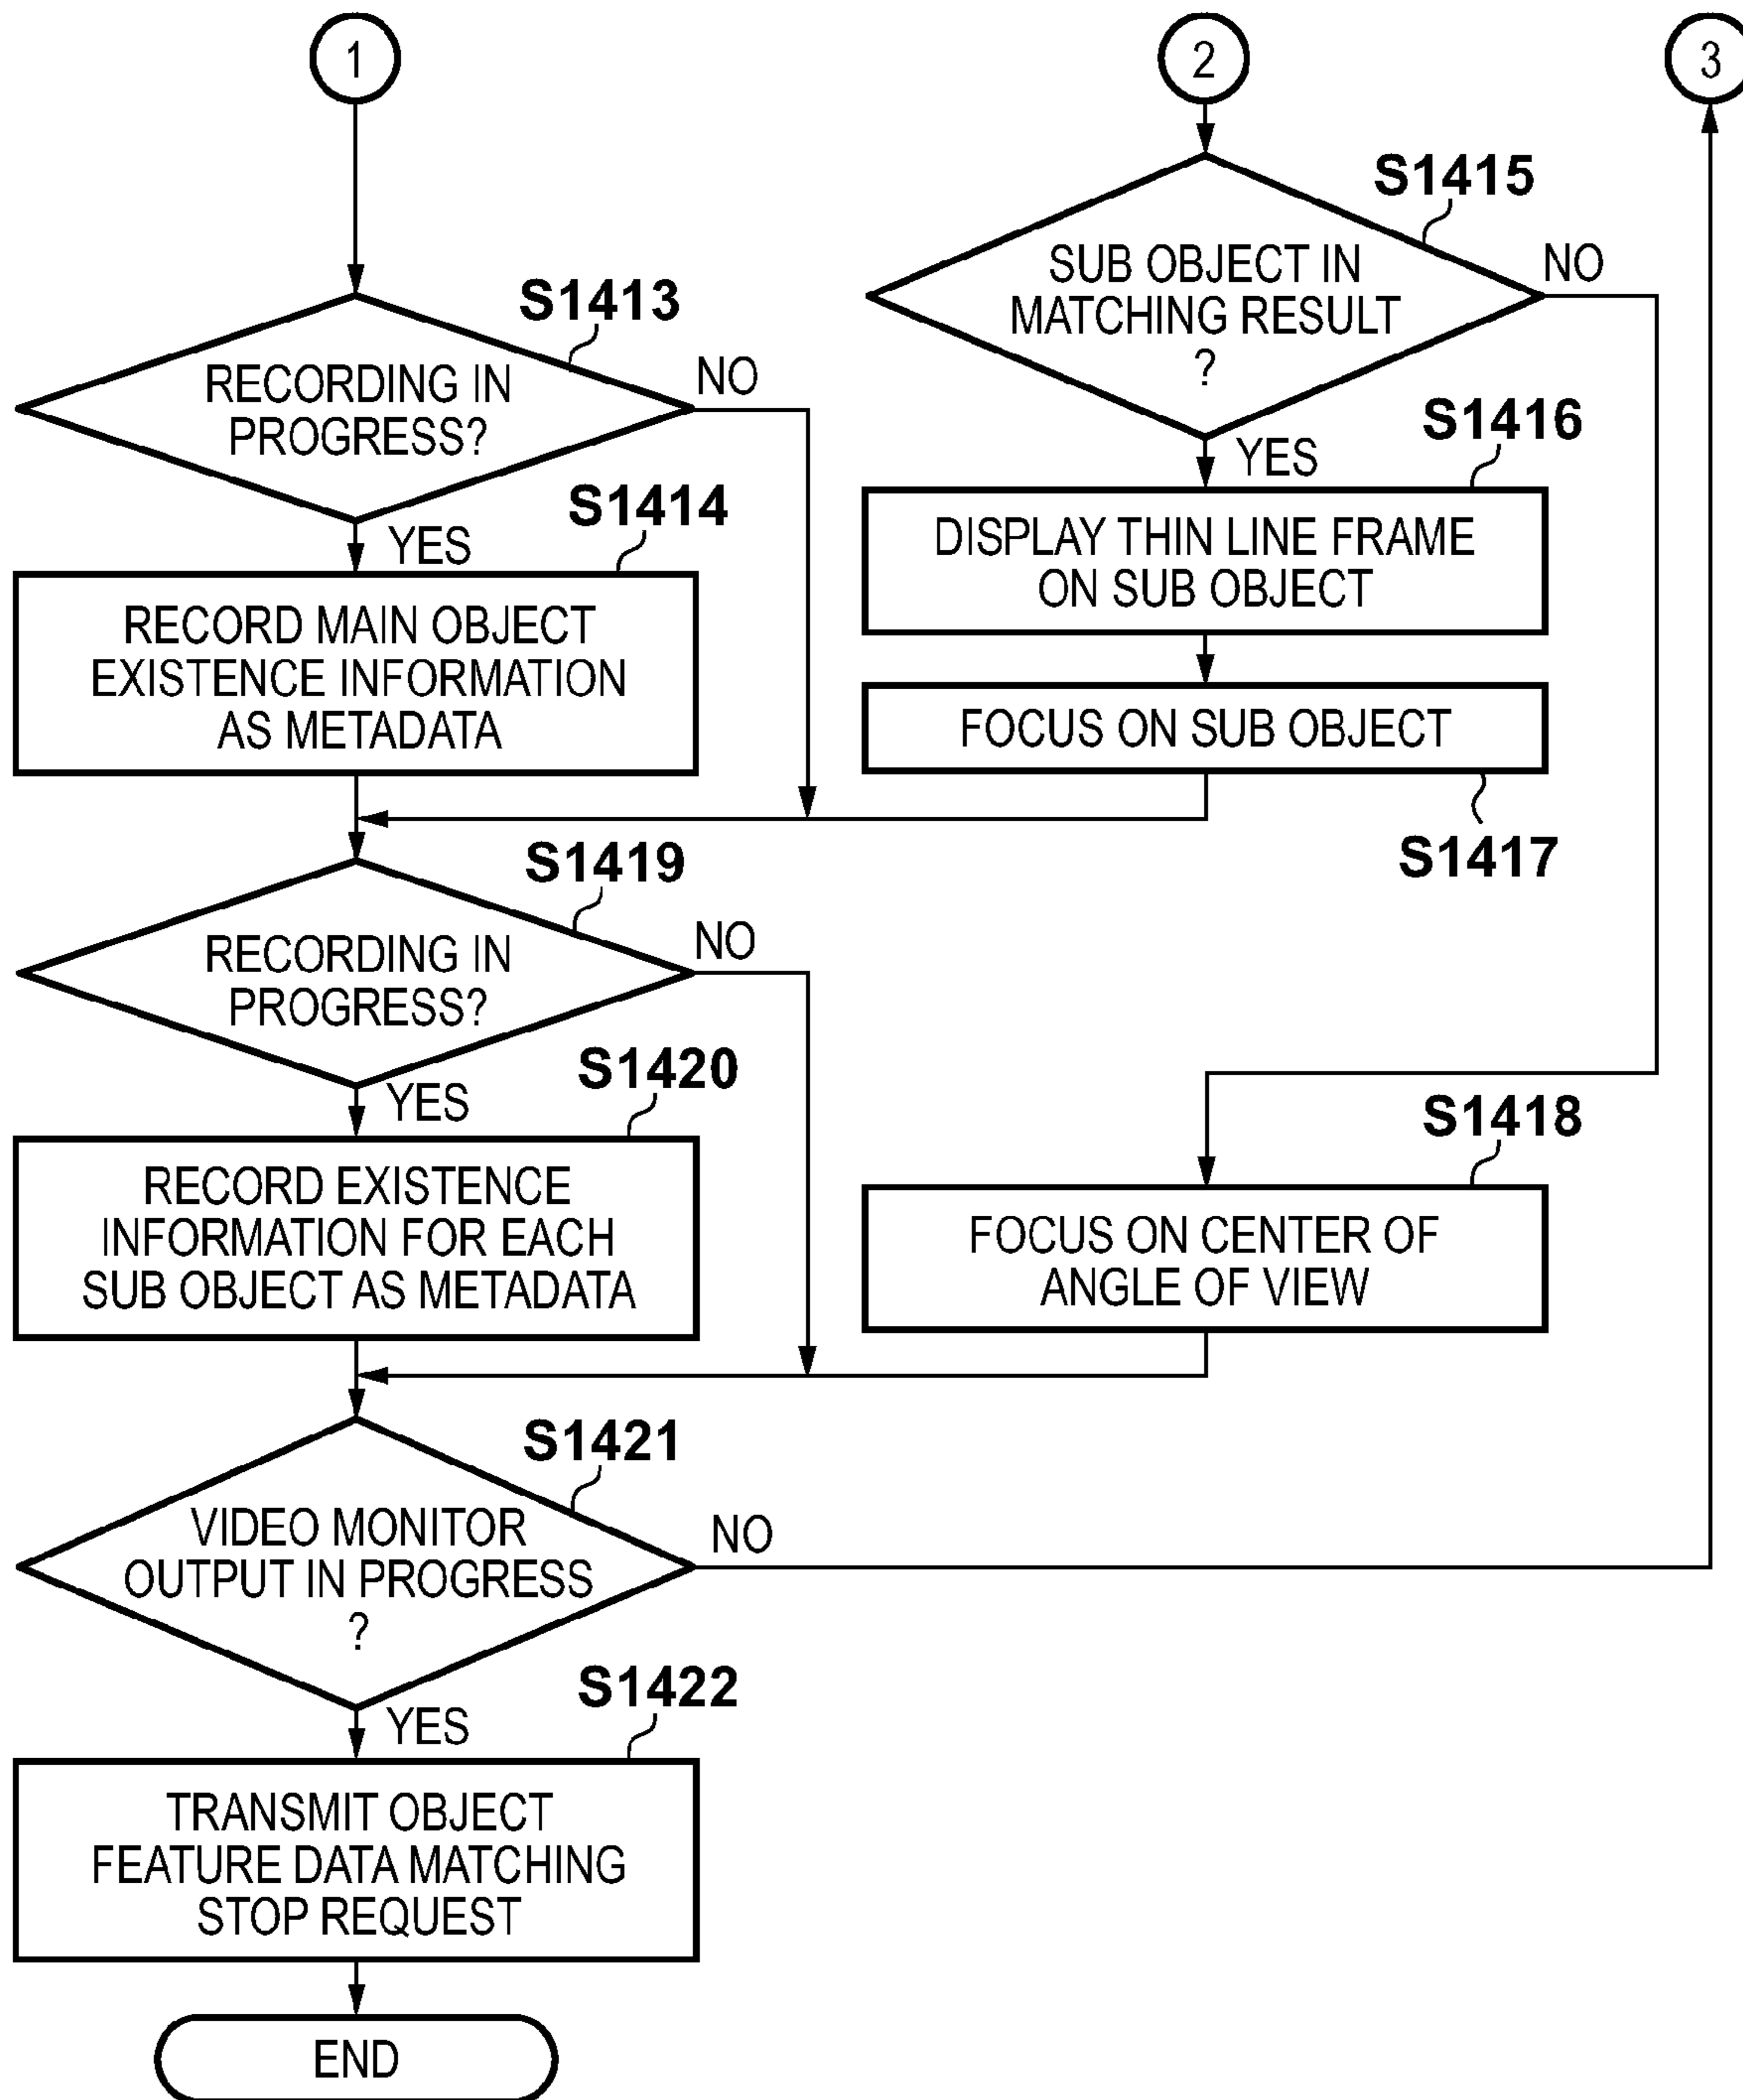 1
2
3
S1413
RECORDING IN
PROGRESS?
NO
YES
S1414
RECORD MAIN OBJECT
EXISTENCE INFORMATION
AS METADATA
S1415
SUB OBJECT IN
MATCHING RESULT
?
NO
YES
S1416
DISPLAY THIN LINE FRAME
ON SUB OBJECT
FOCUS ON SUB OBJECT
S1417
S1419
RECORDING IN
PROGRESS?
NO
YES
S1420
RECORD EXISTENCE
INFORMATION FOR EACH
SUB OBJECT AS METADATA
S1418
FOCUS ON CENTER OF
ANGLE OF VIEW
S1421
VIDEO MONITOR
OUTPUT IN PROGRESS
?
NO
YES
S1422
TRANSMIT OBJECT
FEATURE DATA MATCHING
STOP REQUEST
END